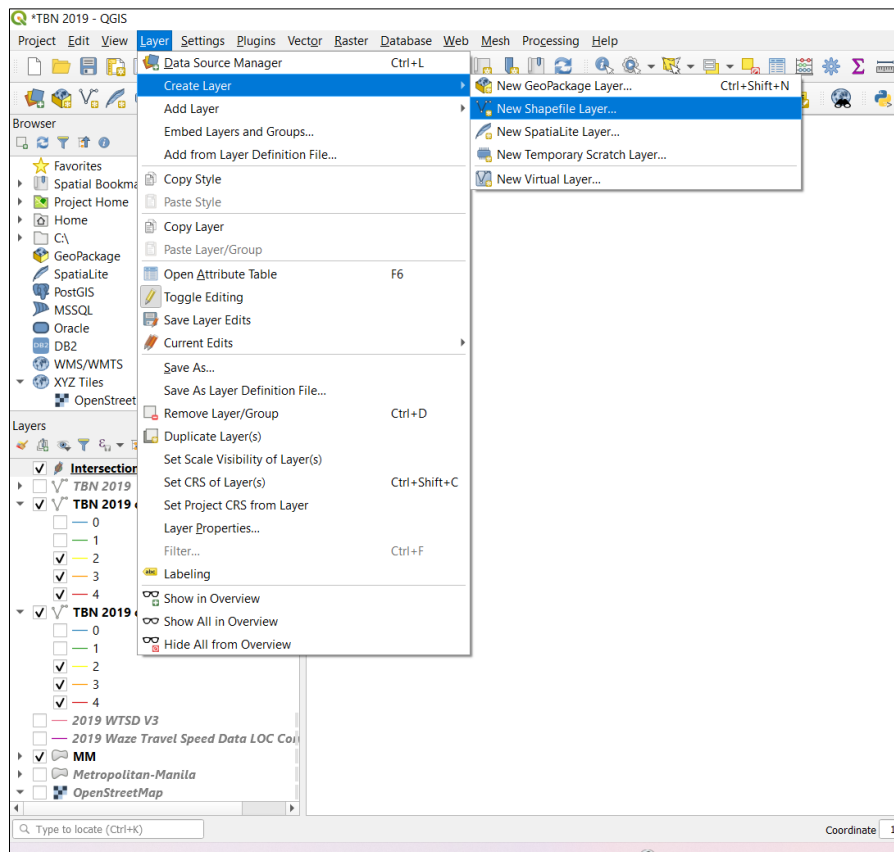 *TBN 2019 - QGIS
Project Edit View Layer Settings Plugins Vector Raster Database Web Mesh Processing Help
Data Source Manager Ctrl+L
Create Layer
Add Layer
Embed Layers and Groups...
Add from Layer Definition File...
Copy Style
Paste Style
Copy Layer
Paste Layer/Group
Open Attribute Table F6
Toggle Editing
Save Layer Edits
Current Edits
Save As...
Save As Layer Definition File...
Remove Layer/Group Ctrl+D
Duplicate Layer(s)
Set Scale Visibility of Layer(s)
Set CRS of Layer(s) Ctrl+Shift+C
Set Project CRS from Layer
Layer Properties...
Filter... Ctrl+F
Labeling
Show in Overview
Show All in Overview
Hide All from Overview
New GeoPackage Layer... Ctrl+Shift+N
New Shapefile Layer...
New SpatiaLite Layer...
New Temporary Scratch Layer...
New Virtual Layer...
Browser
Favorites
Spatial Bookma
Project Home
Home
C:\
GeoPackage
SpatiaLite
PostGIS
MSSQL
Oracle
DB2 DB2
WMS/WMTS
XYZ Tiles
OpenStreet
Layers
Intersection
TBN 2019
TBN 2019
0
1
2
3
4
TBN 2019
0
1
2
3
4
2019 WTSD V3
2019 Waze Travel Speed Data LOC
MM
Metropolitan-Manila
OpenStreetMap
Type to locate (Ctrl+K)
Coordinate 1